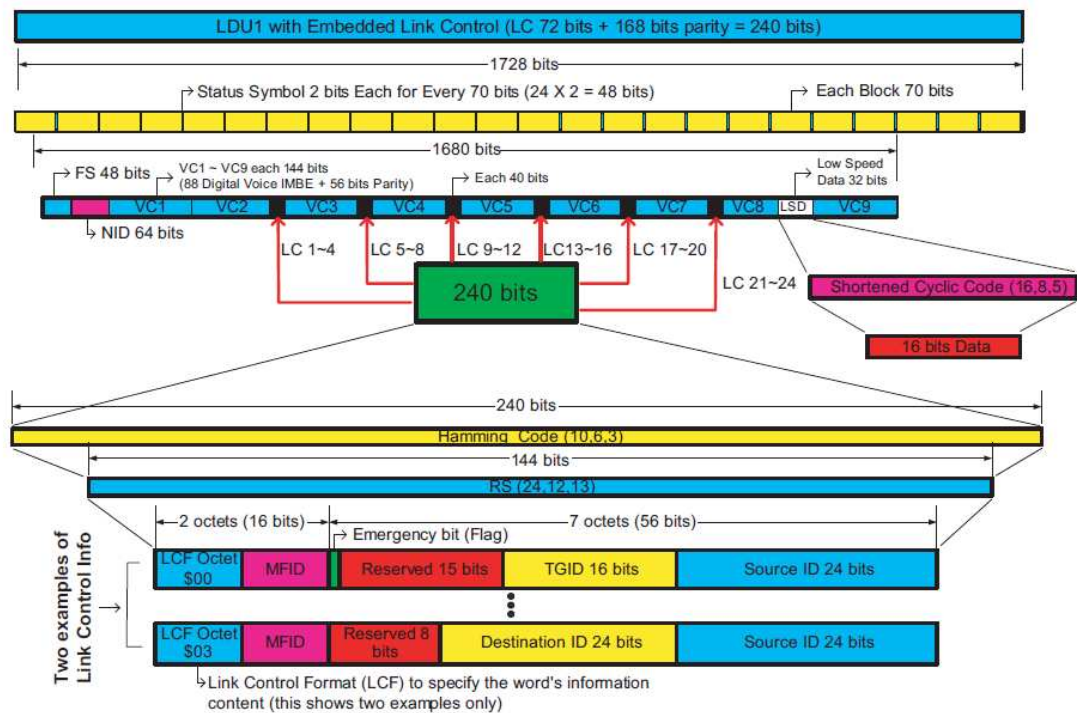 LDU1 with Embedded Link Control (LC 72 bits + 168 bits parity = 240 bits)
1728 bits
Status Symbol 2 bits Each for Every 70 bits (24 X 2 = 48 bits)
Each Block 70 bits
1680 bits
FS 48 bits
VC1 ~ VC9 each 144 bits
(88 Digital Voice IMBE + 56 bits Parity)
Each 40 bits
Low Speed
Data 32 bits
VC1 VC2 VC3 VC4 VC5 VC6 VC7 VC8 LSD VC9
NID 64 bits
LC 1~4 LC 5~8 LC 9~12 LC13~16 LC 17~20
LC 21~24
240 bits
Shortened Cyclic Code (16,8,5)
16 bits Data
240 bits
Hamming Code (10,6,3)
144 bits
RS (24,12,13)
2 octets (16 bits) 7 octets (56 bits)
Emergency bit (Flag)
Two examples of
Link Control Info
LCF Octet
$00
MFID
Reserved 15 bits
TGID 16 bits
Source ID 24 bits
LCF Octet
$03
MFID
Reserved 8
bits
Destination ID 24 bits
Source ID 24 bits
Link Control Format (LCF) to specify the word's information
content (this shows two examples only)